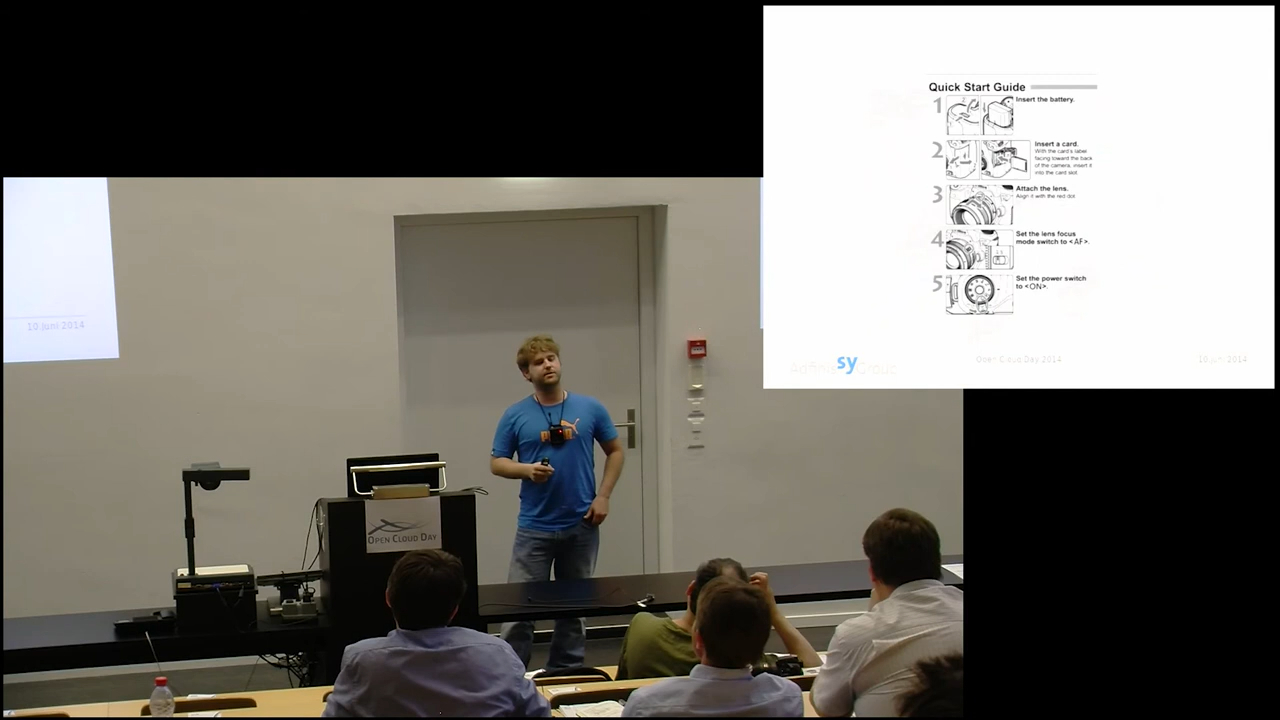 Quick Start Guide
1
Insert the battery.
2
Insert a card.
With the card's label
facing toward the back
of the camera, insert it
into the card slot.
3
Attach the lens.
Align it with the red dot.
4
Set the lens focus
mode switch to <AF>.
5
Set the power switch
to <ON>.
Adfinis sy Group
Open Cloud Day 2014
10 Juni 2014
10 Juni 2014
OPEN CLOUD DAY